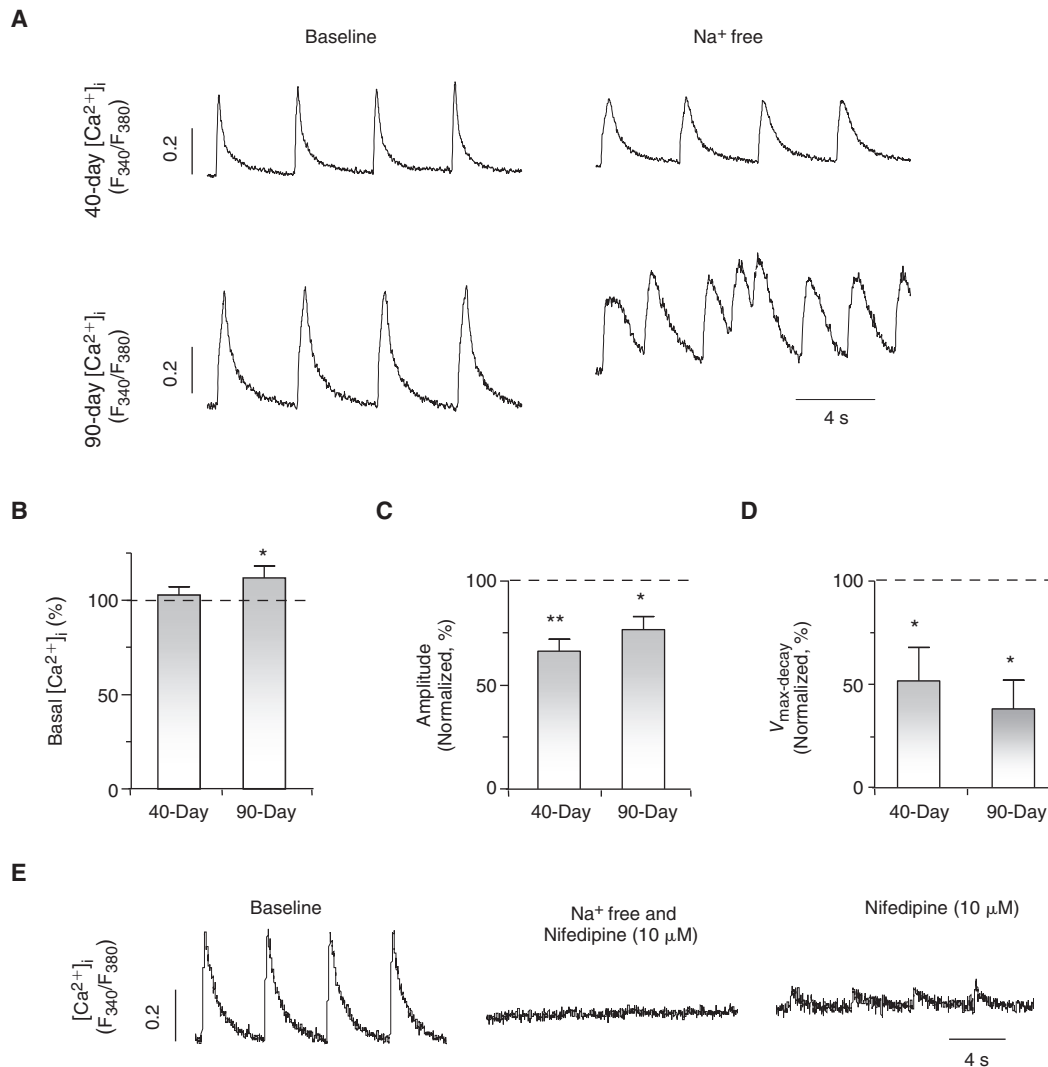 A
Baseline
Na+ free
40-day [Ca2+]i
(F340/F380)
0.2
90-day [Ca2+]i
(F340/F380)
0.2
4 s
B
Basal [Ca2+]i (%)
100
50
0
*
40-Day
90-Day
C
Amplitude
(Normalized, %)
100
50
0
**
*
40-Day
90-Day
D
Vmax-decay
(Normalized, %)
100
50
0
*
*
40-Day
90-Day
E
Baseline
Na+ free and
Nifedipine (10 μM)
Nifedipine (10 μM)
[Ca2+]i
(F340/F380)
0.2
4 s